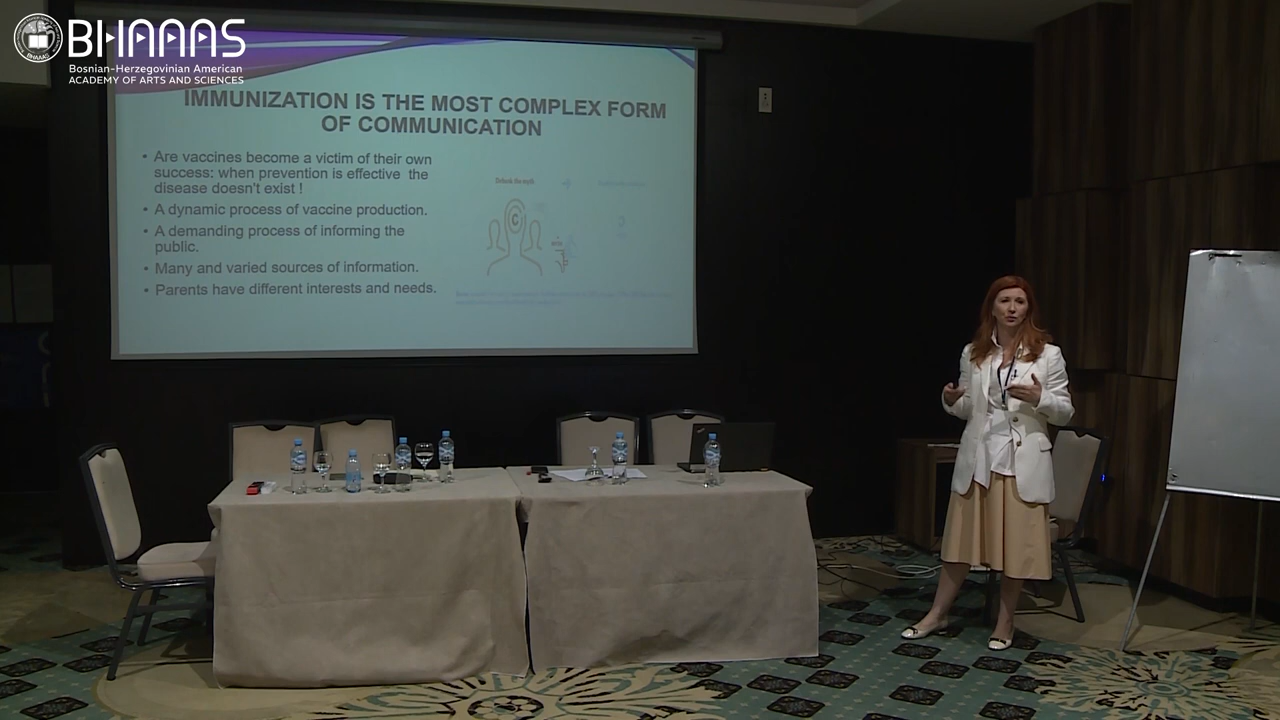 BHAAAS
Bosnian-Herzegovinian American
ACADEMY OF ARTS AND SCIENCES
IMMUNIZATION IS THE MOST COMPLEX FORM
OF COMMUNICATION
• Are vaccines become a victim of their own
success: when prevention is effective the
disease doesn't exist !
• A dynamic process of vaccine production.
• A demanding process of informing the
public.
• Many and varied sources of information.
• Parents have different interests and needs.